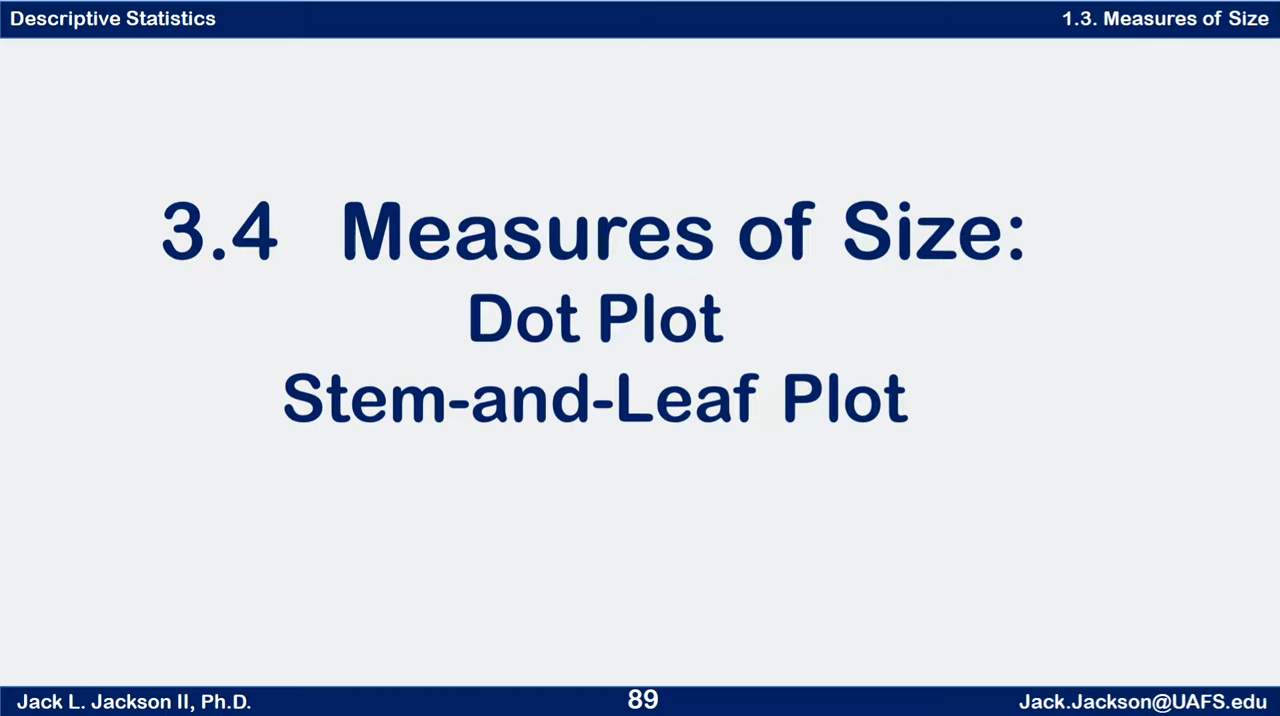 Descriptive Statistics
1.3. Measures of Size
3.4 Measures of Size:
Dot Plot
Stem-and-Leaf Plot
Jack L. Jackson II, Ph.D.
89
Jack.Jackson@UAFS.edu